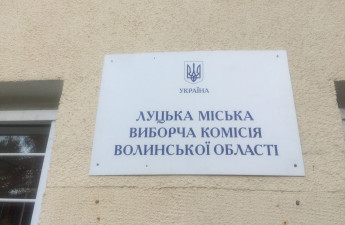 УКРАЇНА
ЛУЦЬКА МІСЬКА
ВИБОРЧА КОМІСІЯ
ВОЛИНСЬКОЇ ОБЛАСТІ